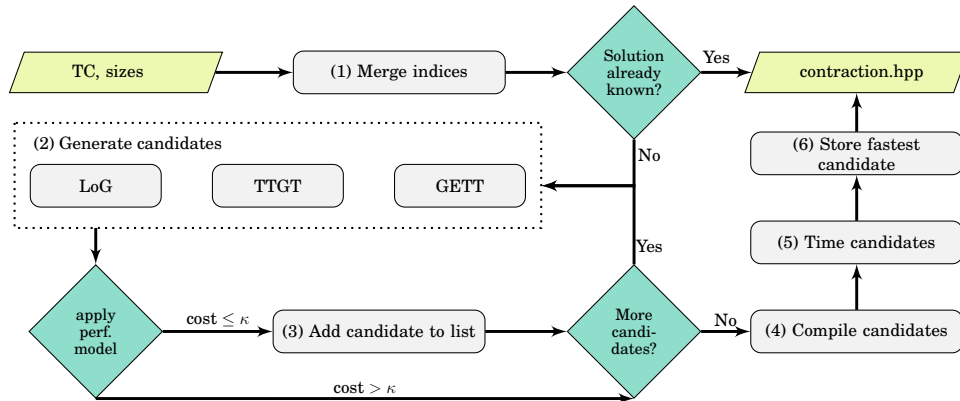 TC, sizes
(1) Merge indices
Solution
already
known?
Yes
contraction.hpp
(2) Generate candidates
LoG
TTGT
GETT
No
(6) Store fastest
candidate
(5) Time candidates
Yes
apply
perf.
model
cost ≤ κ
(3) Add candidate to list
More
candi-
dates?
No
(4) Compile candidates
cost > κ